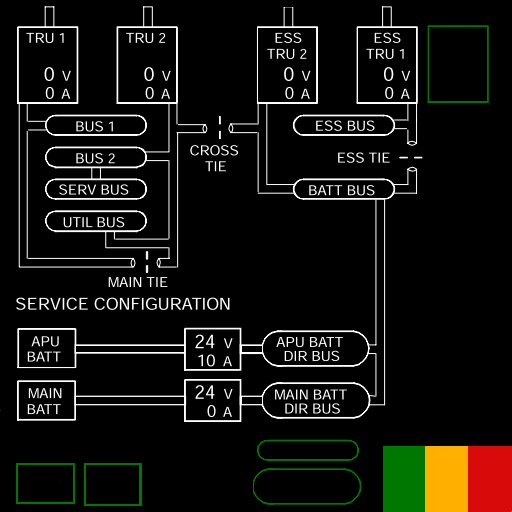 TRU 1
0 V
0 A
TRU 2
0 V
0 A
ESS
TRU 2
0 V
0 A
ESS
TRU 1
0 V
0 A
BUS 1
BUS 2
SERV BUS
UTIL BUS
CROSS
TIE
ESS BUS
ESS TIE
BATT BUS
MAIN TIE
SERVICE CONFIGURATION
APU
BATT
24 V
10 A
APU BATT
DIR BUS
MAIN
BATT
24 V
0 A
MAIN BATT
DIR BUS